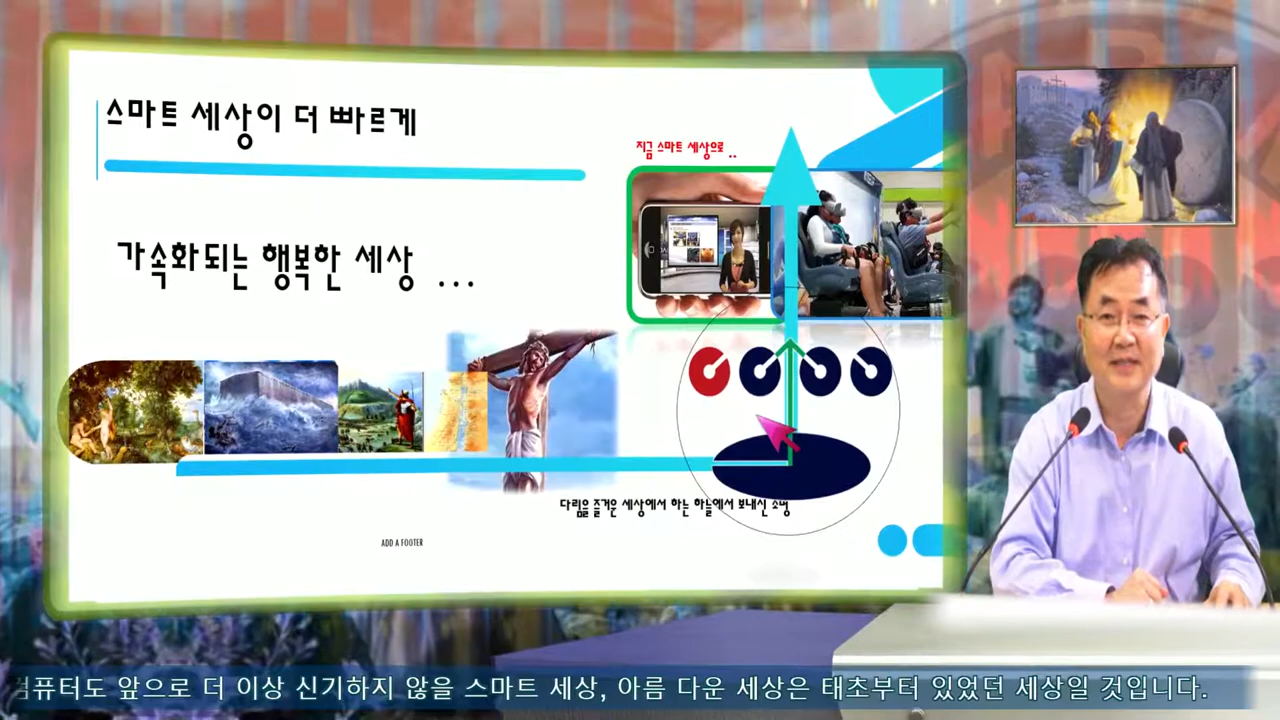 스마트 세상이 더 빠르게
지금 스마트 세상으로 ..
가속화되는 행복한 세상 ...
다림을 즐거운 세상에서 하는 하늘에서 보내신
ADD A FOOTER
컴퓨터도 앞으로 더 이상 신기하지 않을 스마트 세상, 아름 다운 세상은 태초부터 있었던 세상일 것입니다.